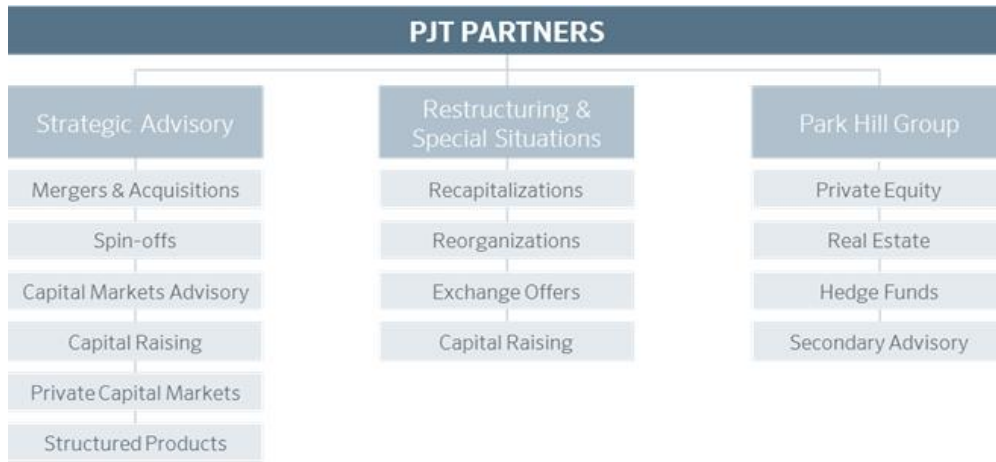 PJT PARTNERS
Strategic Advisory
Mergers & Acquisitions
Spin-offs
Capital Markets Advisory
Capital Raising
Private Capital Markets
Structured Products
Restructuring &
Special Situations
Recapitalizations
Reorganizations
Exchange Offers
Capital Raising
Park Hill Group
Private Equity
Real Estate
Hedge Funds
Secondary Advisory